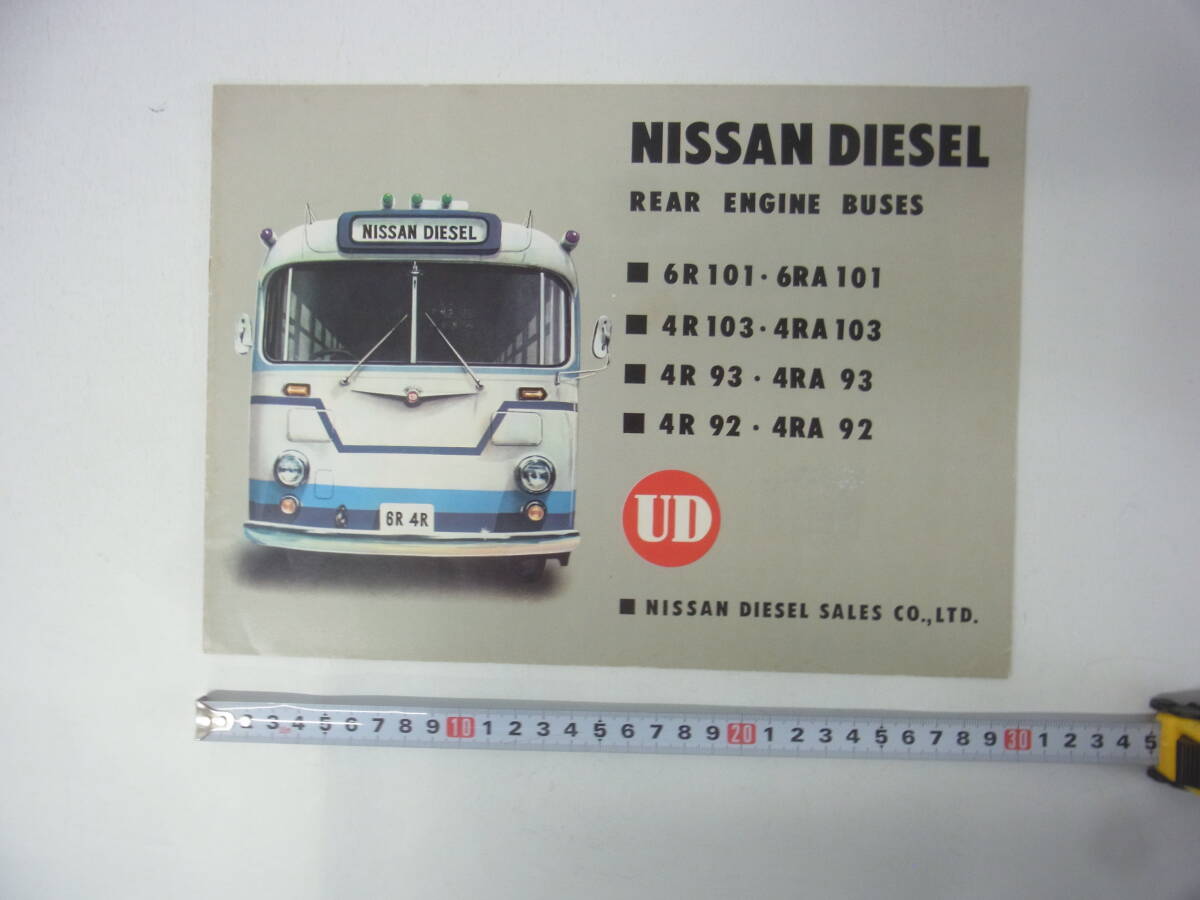 NISSAN DIESEL
REAR ENGINE BUSES
■ 6R 101 · 6RA 101
■ 4R 103 · 4RA 103
■ 4R 93 · 4RA 93
■ 4R 92 · 4RA 92
UD
■ NISSAN DIESEL SALES CO.,LTD.
NISSAN DIESEL
6R 4R
2 3 4 5 6 7 8 9 10 1 2 3 4 5 6 7 8 9 20 1 2 3 4 5 6 7 8 9 30 1 2 3 4 5